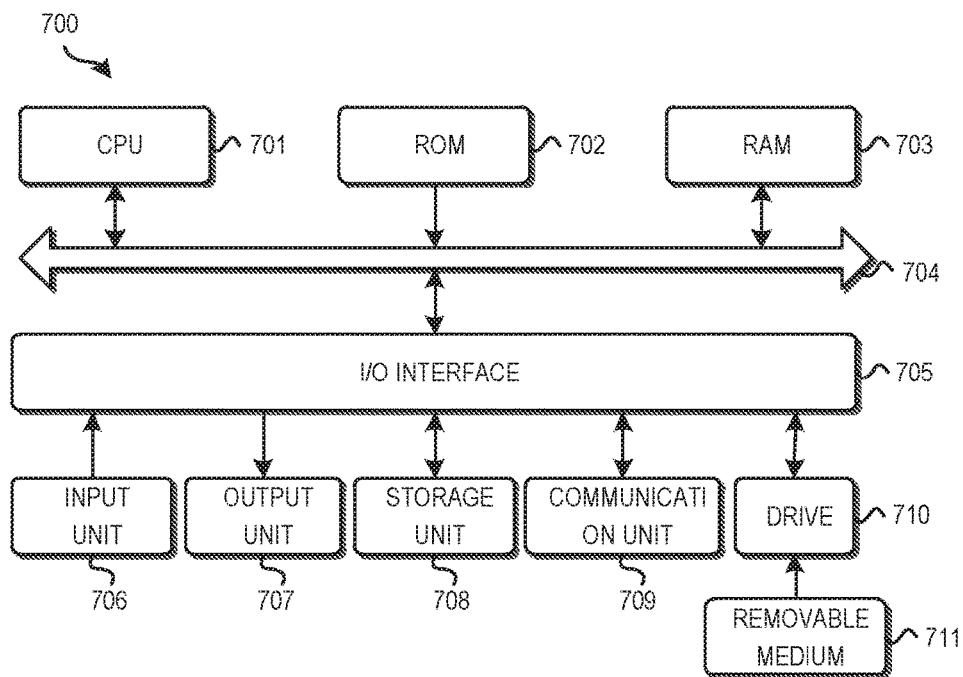 700
CPU
701
ROM
702
RAM
703
704
I/O INTERFACE
705
INPUT
UNIT
OUTPUT
UNIT
STORAGE
UNIT
COMMUNICATI
ON UNIT
DRIVE
710
706
707
708
709
REMOVABLE
MEDIUM
711